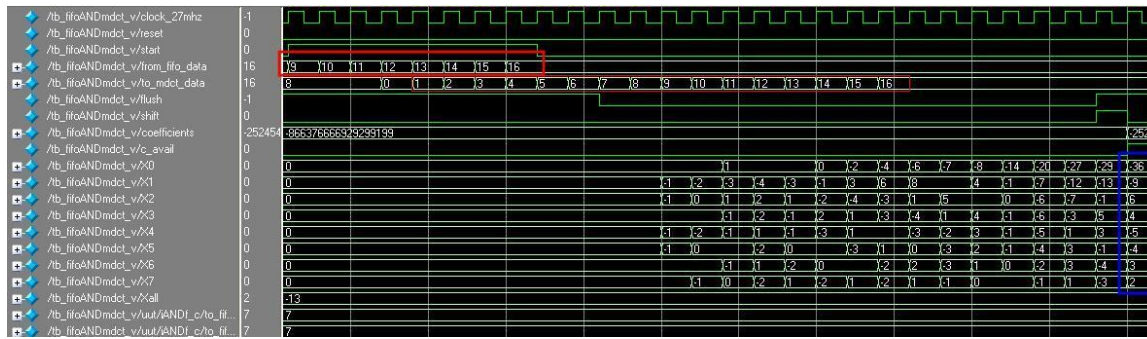 /tb_fifoANDmdct_v/clock_27mhz -1
/tb_fifoANDmdct_v/reset 0
/tb_fifoANDmdct_v/start 0
/tb_fifoANDmdct_v/from_fifo_data 16 9 10 11 12 13 14 15 16
/tb_fifoANDmdct_v/to_mdct_data 16 8 0 1 2 3 4 5 6 7 8 9 10 11 12 13 14 15 16
/tb_fifoANDmdct_v/flush -1
/tb_fifoANDmdct_v/shift 0
/tb_fifoANDmdct_v/coefficients -252454 -866376666929299199 -252
/tb_fifoANDmdct_v/c_avail 0
/tb_fifoANDmdct_v/X0 0 0 1 0 -2 -4 -6 -7 -8 -14 -20 -27 -29 -36
/tb_fifoANDmdct_v/X1 0 0 -1 -2 -3 -4 -3 -1 3 6 8 4 -1 -7 -12 -13 -9
/tb_fifoANDmdct_v/X2 0 0 -1 0 1 2 1 -2 -4 -3 1 5 0 -6 -7 -1 6
/tb_fifoANDmdct_v/X3 0 0 -1 -2 -1 2 1 -3 -4 1 4 -1 -6 -3 5 4
/tb_fifoANDmdct_v/X4 0 0 -1 -2 -1 1 -1 -3 1 -3 -2 3 -1 -5 1 3 -5
/tb_fifoANDmdct_v/X5 0 0 -1 0 -2 0 -3 1 0 -3 2 -1 -4 3 -1 -4
/tb_fifoANDmdct_v/X6 0 0 -1 1 -2 0 -2 2 -3 1 0 -2 3 -4 3
/tb_fifoANDmdct_v/X7 0 0 -1 0 -2 1 -2 1 -2 1 -1 0 -1 1 -3 2
/tb_fifoANDmdct_v/Xall 2 -13
/tb_fifoANDmdct_v/uut/iANDf_c/to_fif... 7 7
/tb_fifoANDmdct_v/uut/iANDf_c/to_fif... 7 7